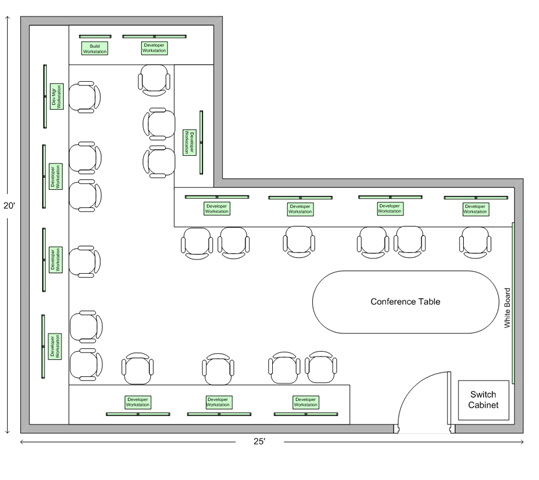 Build
Workstation
Developer
Workstation
Dev Mgr
Workstation
Developer
Workstation
Developer
Workstation
20'
Developer
Workstation
Developer
Workstation
Developer
Workstation
Developer
Workstation
Developer
Workstation
Conference Table
White Board
Developer
Workstation
Developer
Workstation
Developer
Workstation
Developer
Workstation
Switch
Cabinet
25'